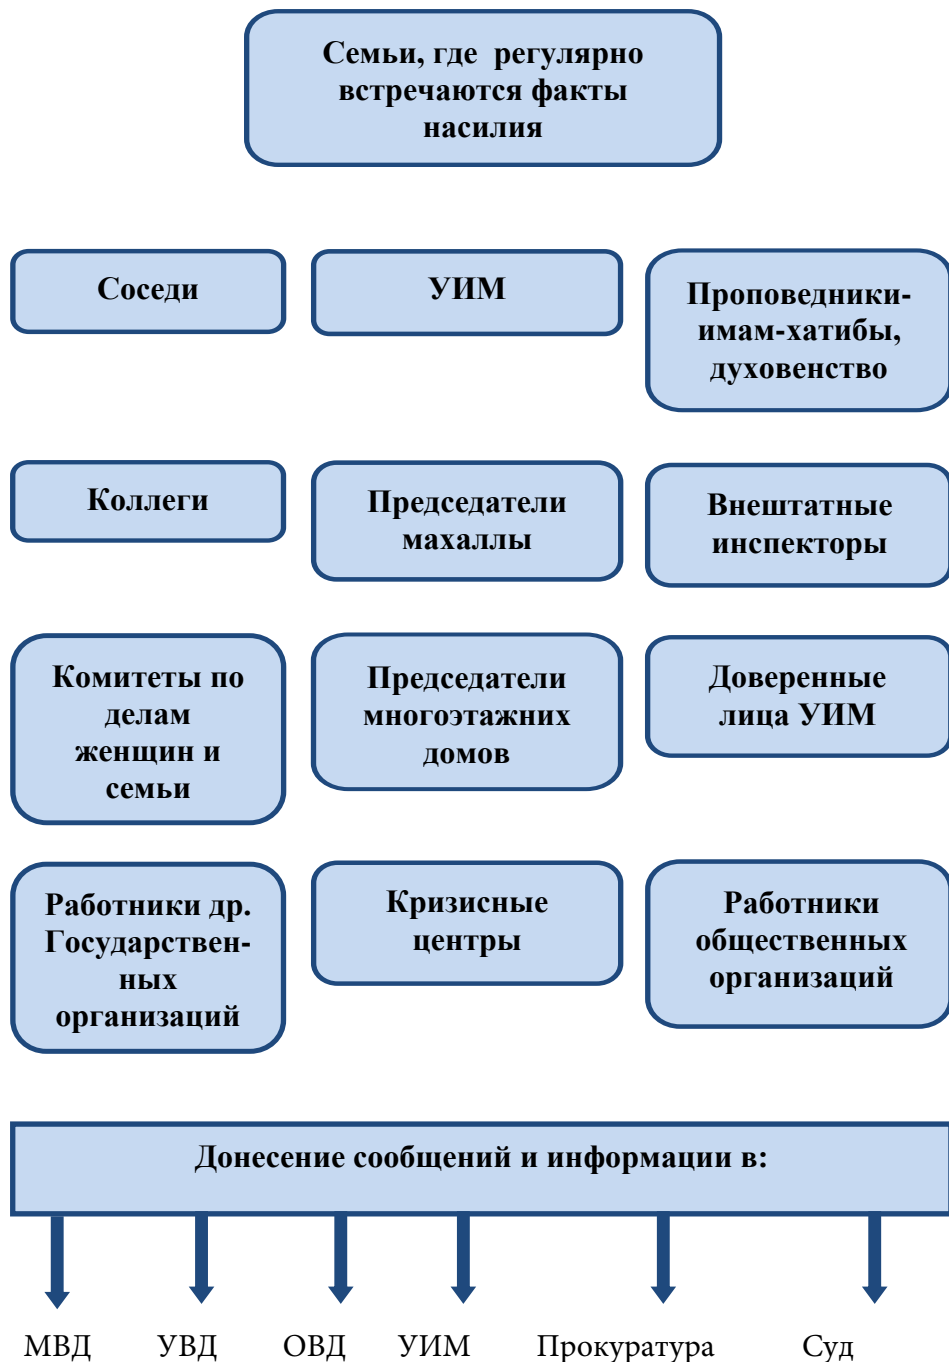 Семьи, где регулярно
встречаются факты
насилия
Соседи
УИМ
Проповедники-
имам-хатибы,
духовенство
Коллеги
Председатели
махаллы
Внештатные
инспекторы
Комитеты по
делам
женщин и
семьи
Председатели
многоэтажних
домов
Доверенные
лица УИМ
Работники др.
Государствен-
ных
организаций
Кризисные
центры
Работники
общественных
организаций
Донесение сообщений и информации в:
МВД УВД ОВД УИМ Прокуратура Суд